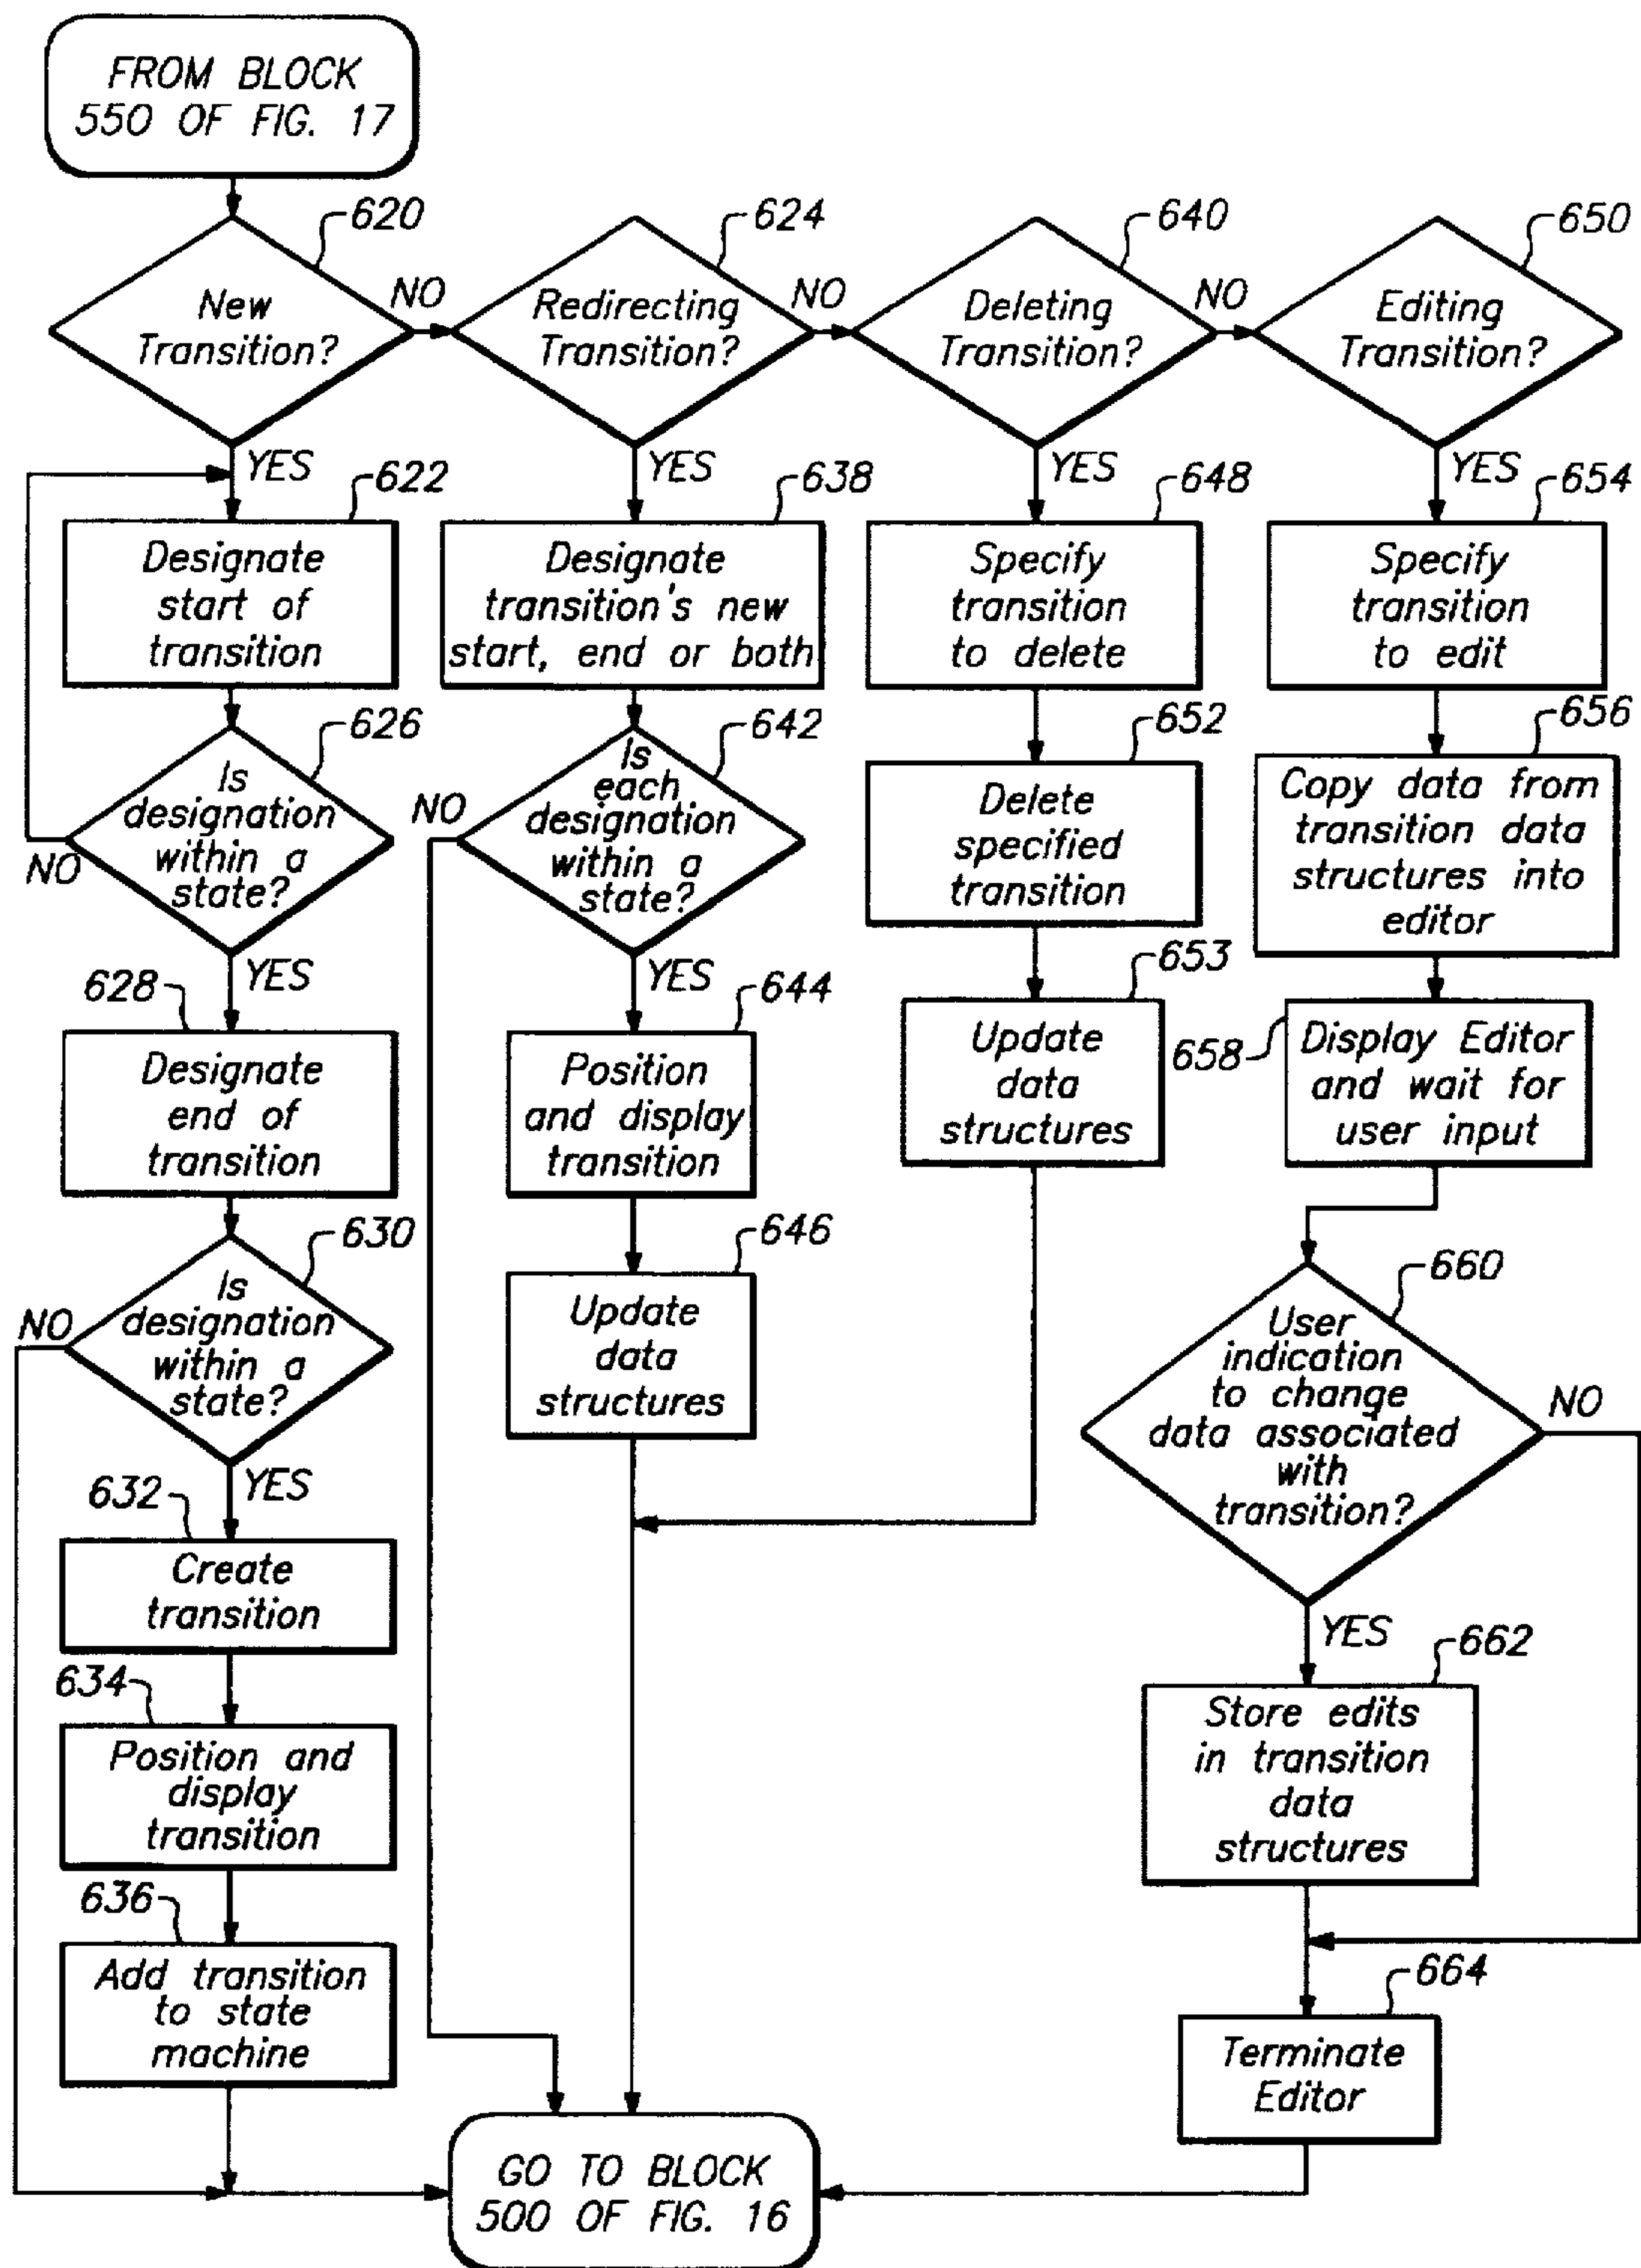 FROM BLOCK
550 OF FIG. 17
620
New
Transition?
NO
YES
624
Redirecting
Transition?
NO
YES
640
Deleting
Transition?
NO
YES
650
Editing
Transition?
YES
622
Designate
start of
transition
638
Designate
transition's new
start, end or both
648
Specify
transition
to delete
654
Specify
transition
to edit
626
Is
designation
within a
state?
NO
YES
642
Is
each
designation
within a
state?
NO
YES
652
Delete
specified
transition
656
Copy data from
transition data
structures into
editor
628
Designate
end of
transition
644
Position
and display
transition
653
Update
data
structures
658
Display Editor
and wait for
user input
630
Is
designation
within a
state?
NO
YES
646
Update
data
structures
660
User
indication
to change
data associated
with
transition?
NO
YES
632
Create
transition
634
Position and
display
transition
662
Store edits
in transition
data
structures
636
Add transition
to state
machine
664
Terminate
Editor
GO TO BLOCK
500 OF FIG. 16